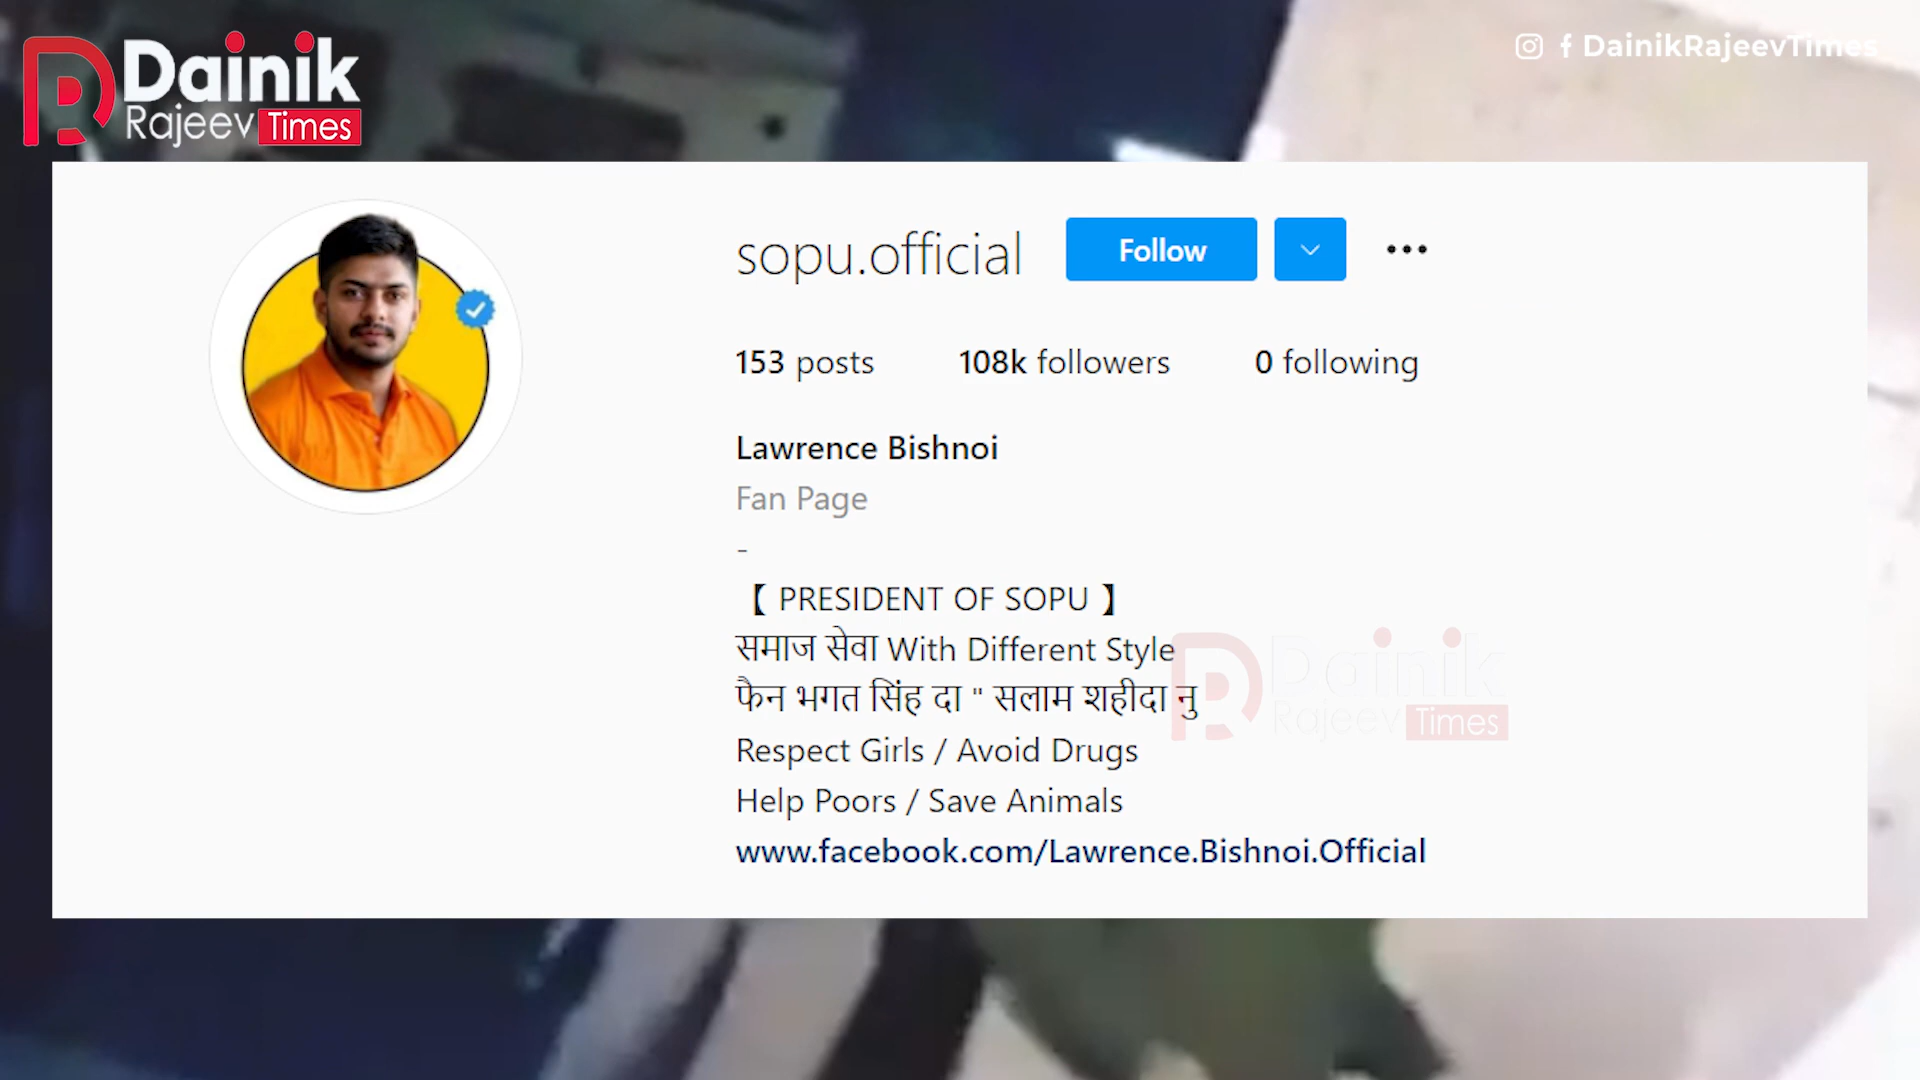 Dainik
Rajeev Times
DainikRajeevTimes
sopu.official Follow
153 posts 108k followers 0 following
Lawrence Bishnoi
Fan Page
-
【 PRESIDENT OF SOPU 】
समाज सेवा With Different Style
फैन भगत सिंह दा " सलाम शहीदा नु
Respect Girls / Avoid Drugs
Help Poors / Save Animals
www.facebook.com/Lawrence.Bishnoi.Official
Dainik
Rajeev Times